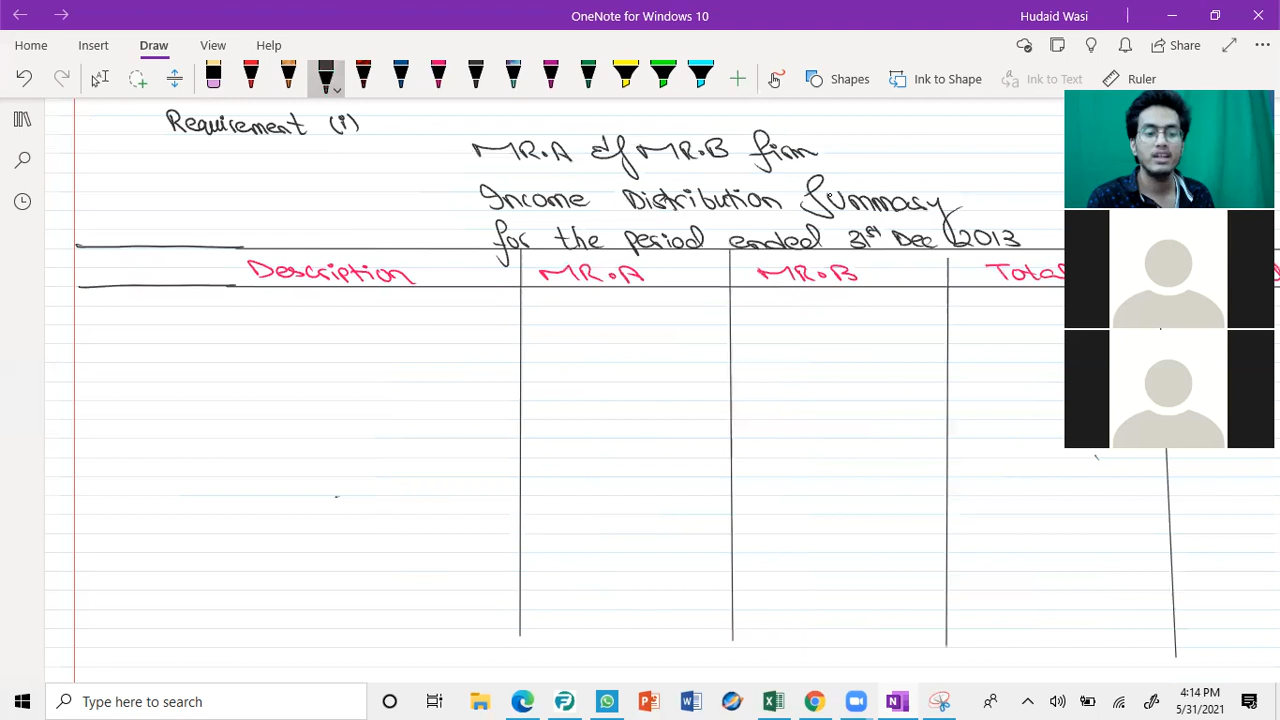 OneNote for Windows 10
Hudaid Wasi
Home Insert Draw View Help
Share
Shapes Ink to Shape Ink to Text Ruler
Requirement (i)
MR.A & MR.B firm
Income Distribution Summary
for the period ended 31st Dec 2013
Description MR.A MR.B Total
Type here to search
4:14 PM
5/31/2021